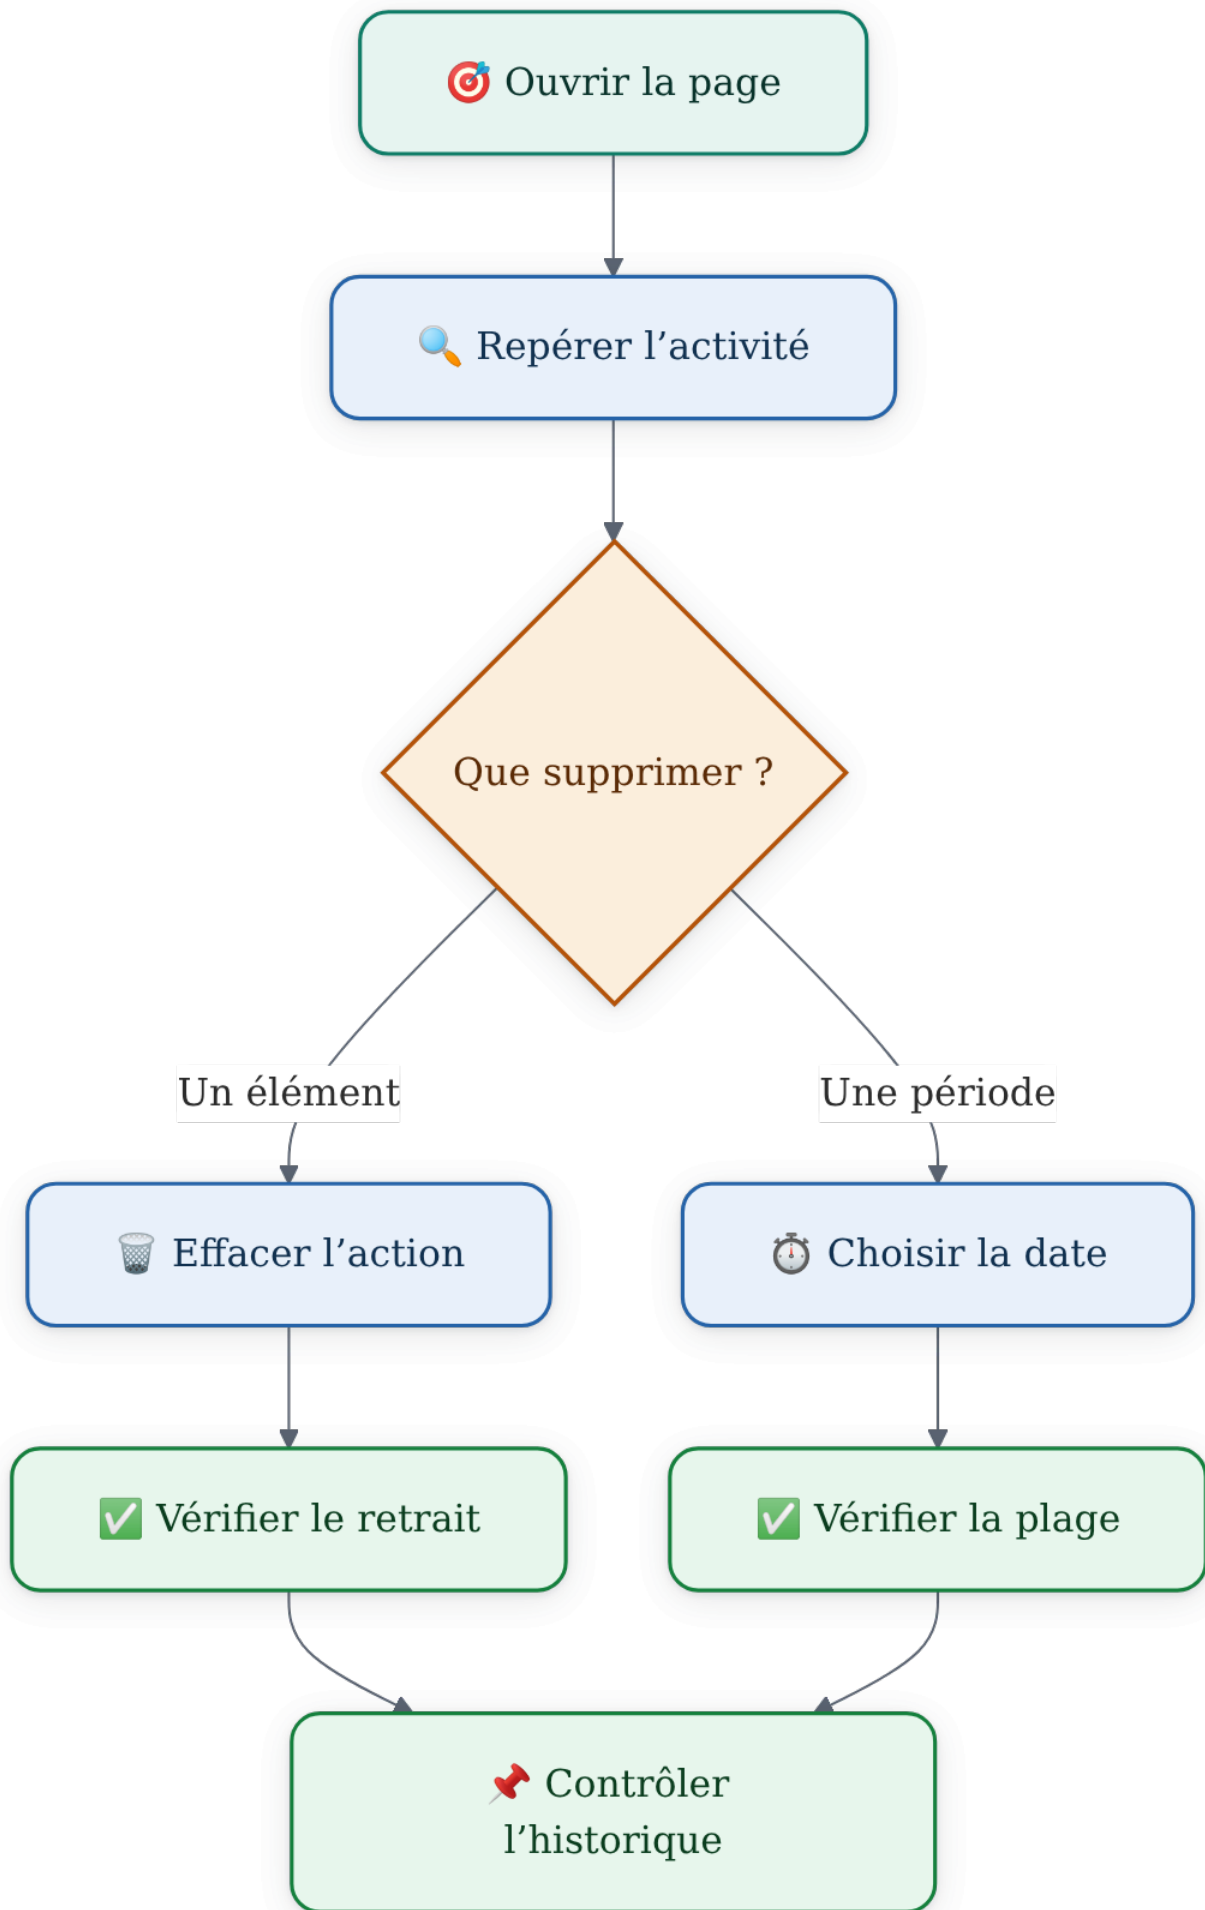 🎯 Ouvrir la page
🔍 Repérer l’activité
Que supprimer ?
Un élément
Une période
🗑️ Effacer l’action
⏱️ Choisir la date
✅ Vérifier le retrait
✅ Vérifier la plage
📌 Contrôler
l’historique